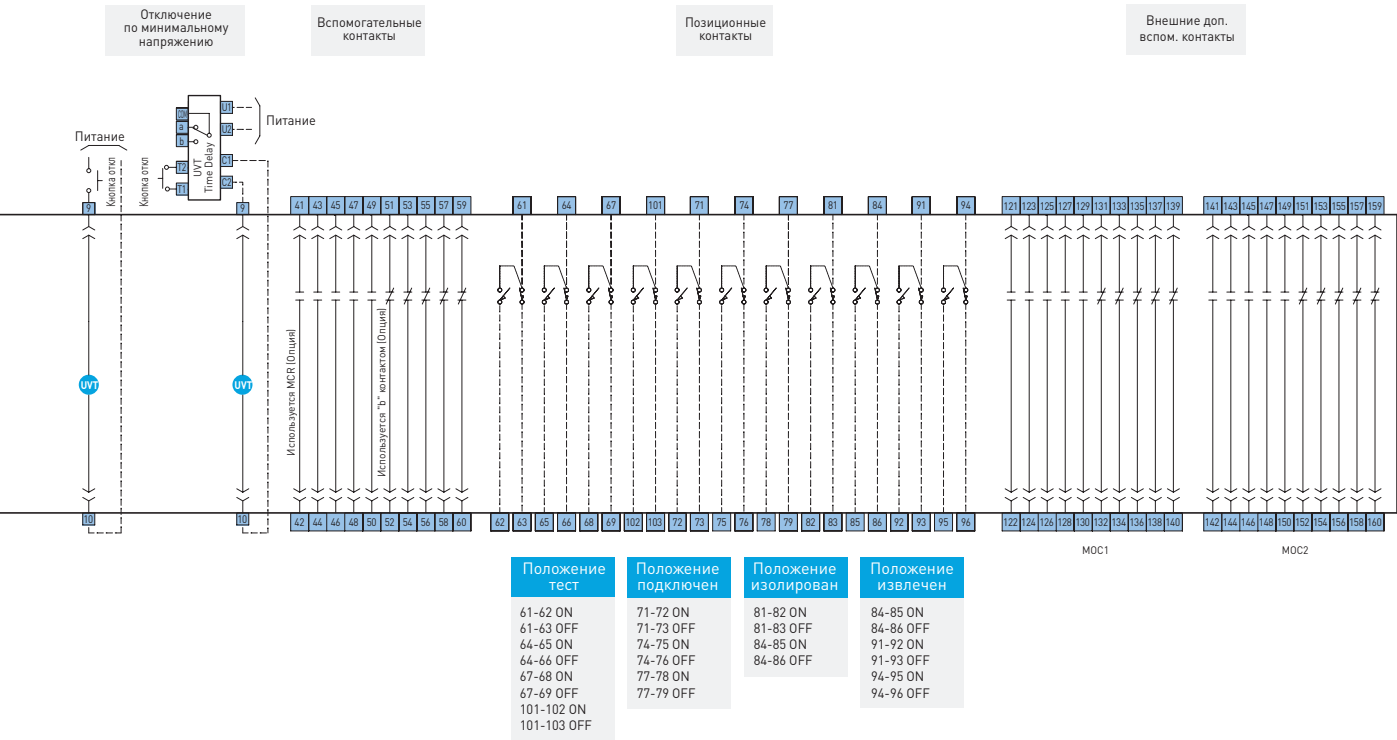 Отключение
по минимальному
напряжению
Вспомогательные
контакты
Позиционные
контакты
Внешние доп.
вспом. контакты
Питание
Кнопка откл
Кнопка откл
COM
a
b
T2
T1
UVT
Time Delay
U1
U2
C1
C2
Питание
9
9
41 43 45 47 49 51 53 55 57 59
61 64 67 101 71 74 77 81 84 91 94
121 123 125 127 129 131 133 135 137 139
141 143 145 147 149 151 153 155 157 159
UVT
UVT
Используется MCR (Опция)
Используется "b" контактом (Опция)
10
10
42 44 46 48 50 52 54 56 58 60
62 63 65 66 68 69 102 103 72 73 75 76 78 79 82 83 85 86 92 93 95 96
122 124 126 128 130 132 134 136 138 140
142 144 146 148 150 152 154 156 158 160
MOC1
MOC2
Положение
тест
61-62 ON
61-63 OFF
64-65 ON
64-66 OFF
67-68 ON
67-69 OFF
101-102 ON
101-103 OFF
Положение
подключен
71-72 ON
71-73 OFF
74-75 ON
74-76 OFF
77-78 ON
77-79 OFF
Положение
изолирован
81-82 ON
81-83 OFF
84-85 ON
84-86 OFF
Положение
извлечен
84-85 ON
84-86 OFF
91-92 ON
91-93 OFF
94-95 ON
94-96 OFF